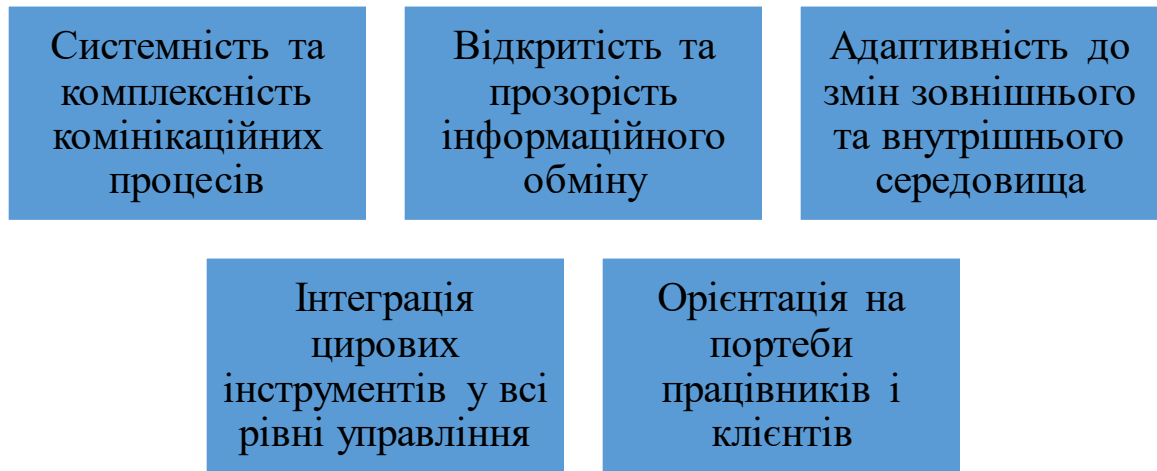 Системність та
комплексність
комінікаційних
процесів
Відкритість та
прозорість
інформаційного
обміну
Адаптивність до
змін зовнішнього
та внутрішнього
середовища
Інтеграція
цирових
інструментів у всі
рівні управління
Орієнтація на
портеби
працівників і
клієнтів